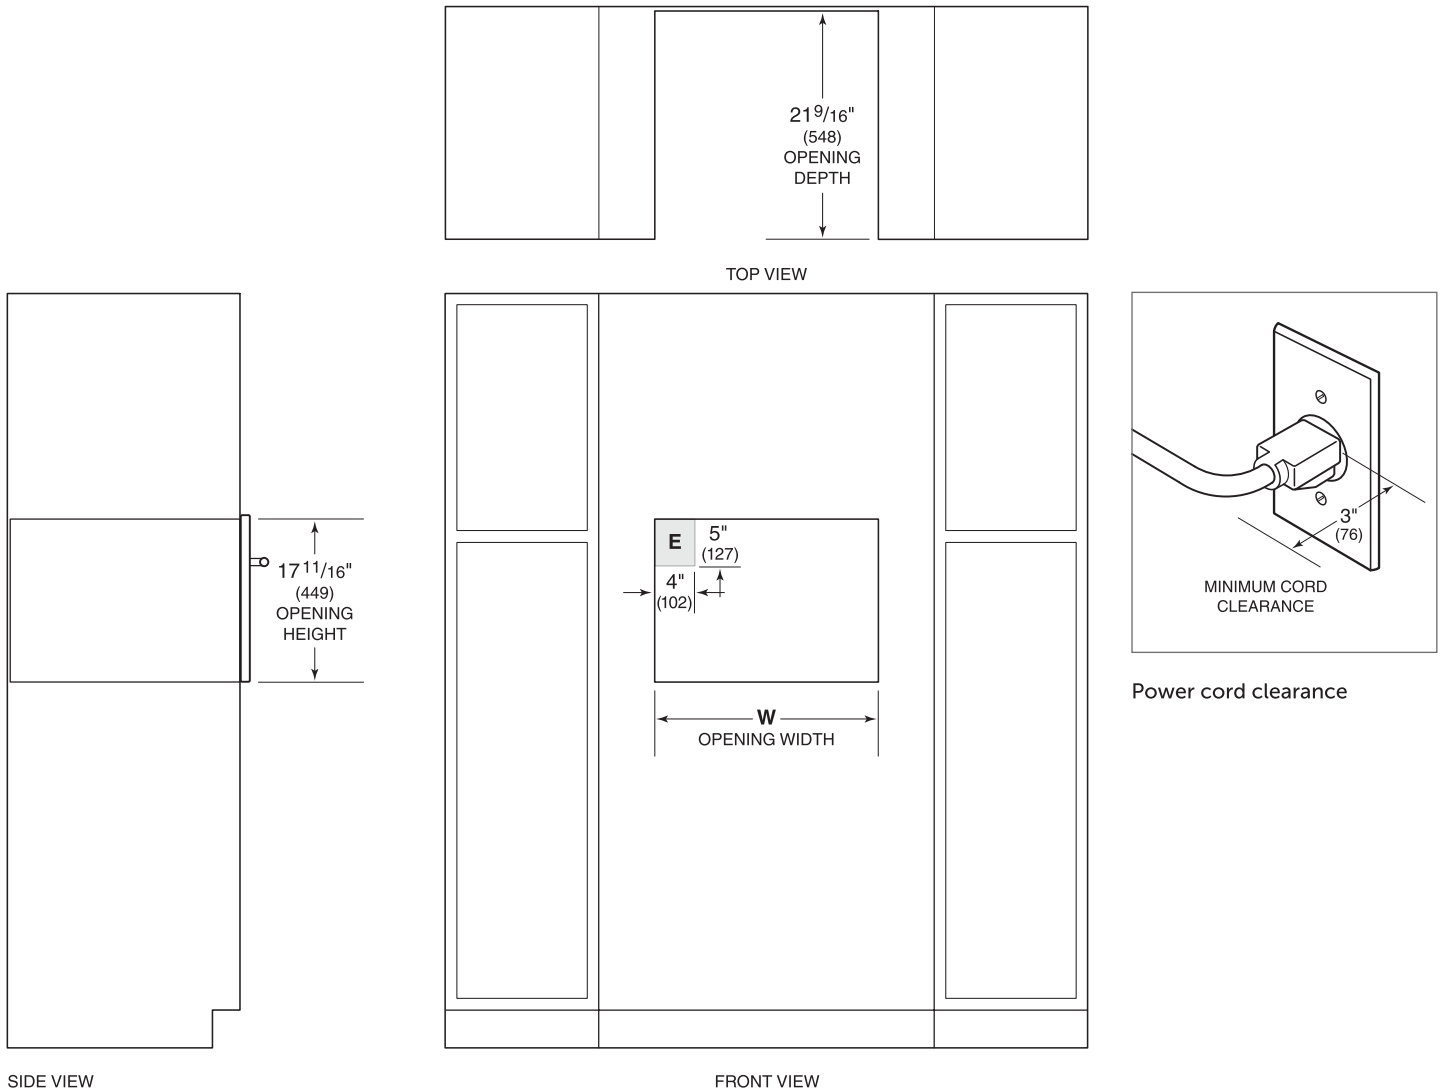 21 9/16"
(548)
OPENING
DEPTH
TOP VIEW
17 11/16"
(449)
OPENING
HEIGHT
E
5"
(127)
4"
(102)
W
OPENING WIDTH
3"
(76)
MINIMUM CORD
CLEARANCE
Power cord clearance
SIDE VIEW
FRONT VIEW